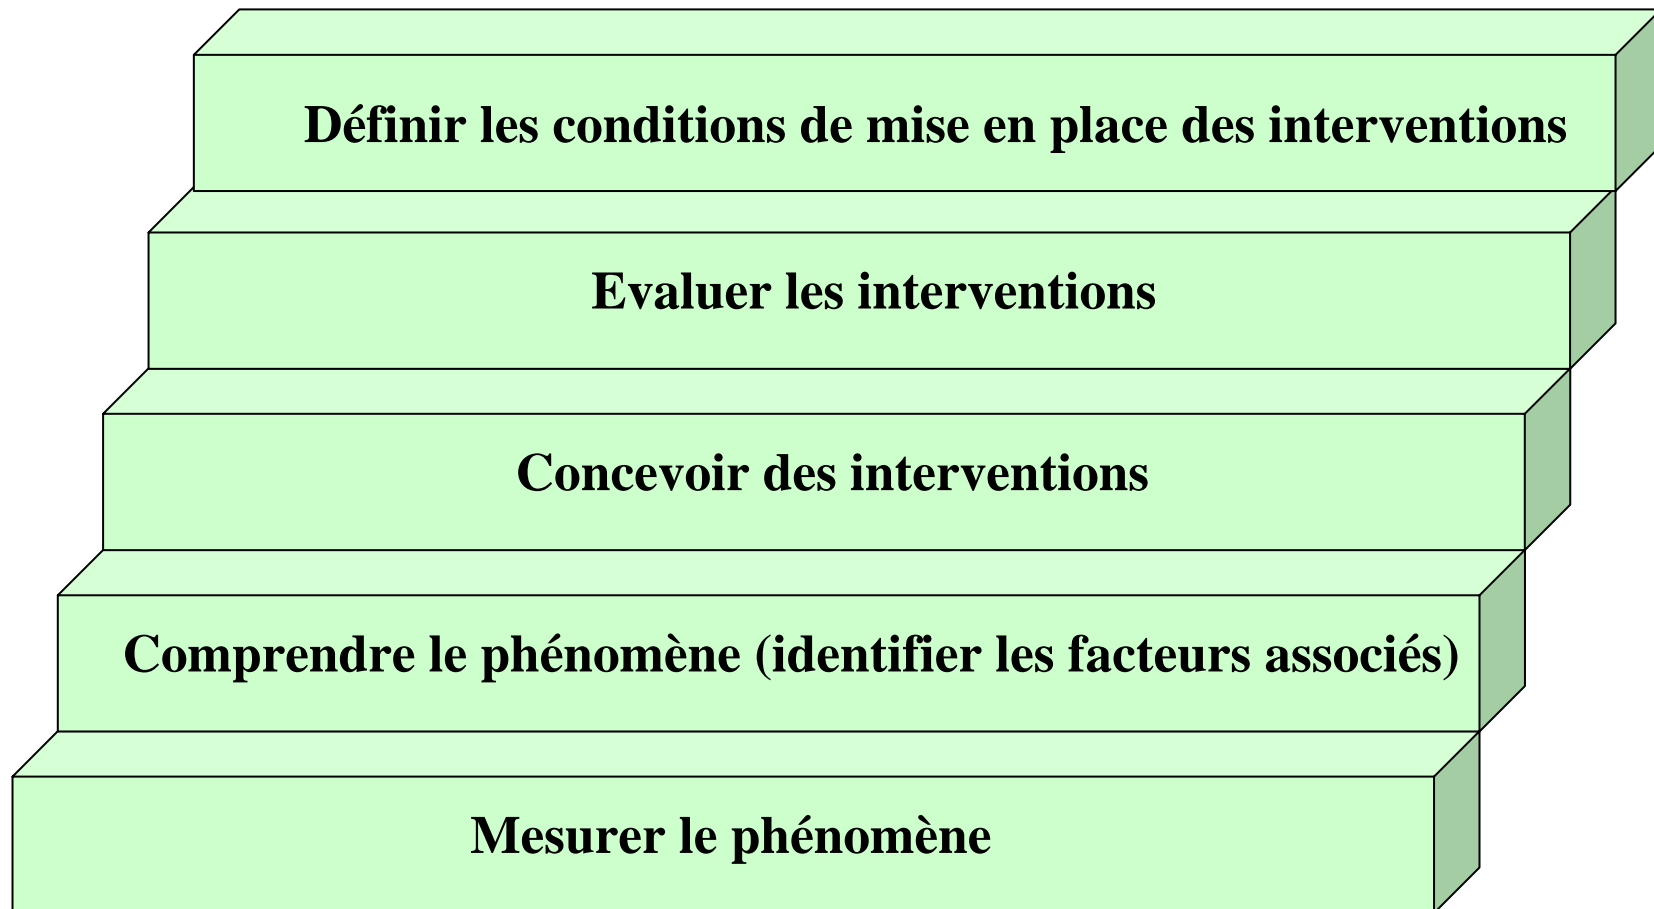 Définir les conditions de mise en place des interventions
Evaluer les interventions
Concevoir des interventions
Comprendre le phénomène (identifier les facteurs associés)
Mesurer le phénomène